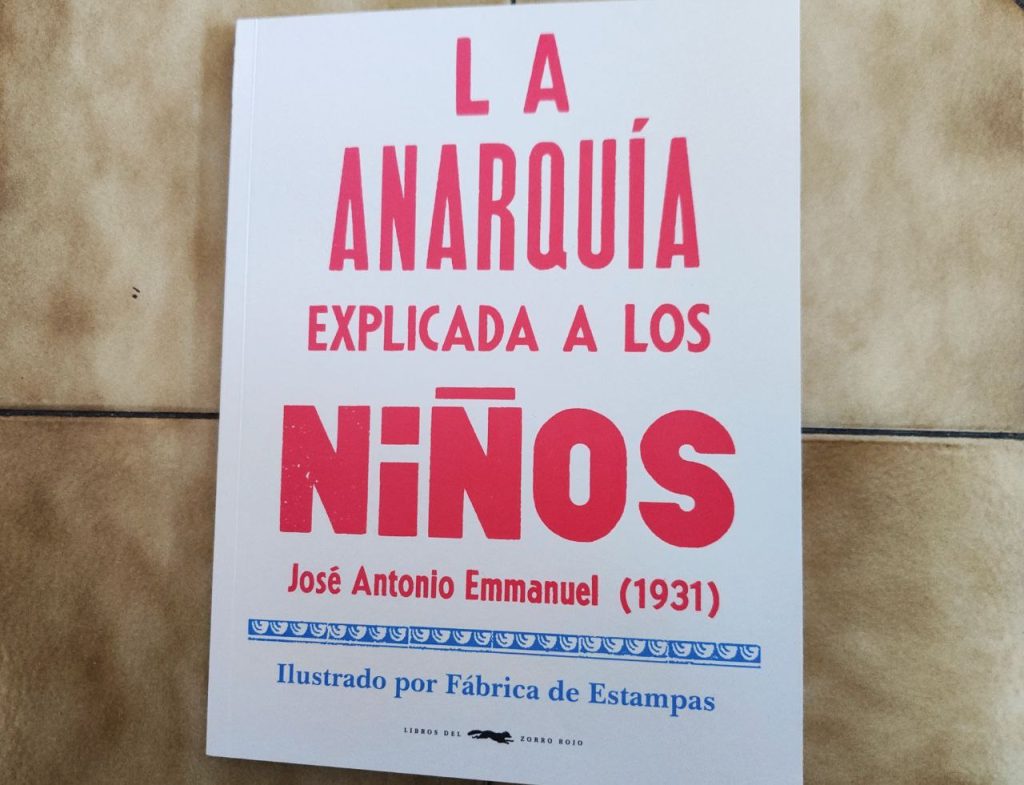 LA
ANARQUÍA
EXPLICADA A LOS
NiÑOS
José Antonio Emmanuel (1931)
Ilustrado por Fábrica de Estampas
LIBROS DEL ZORRO ROJO